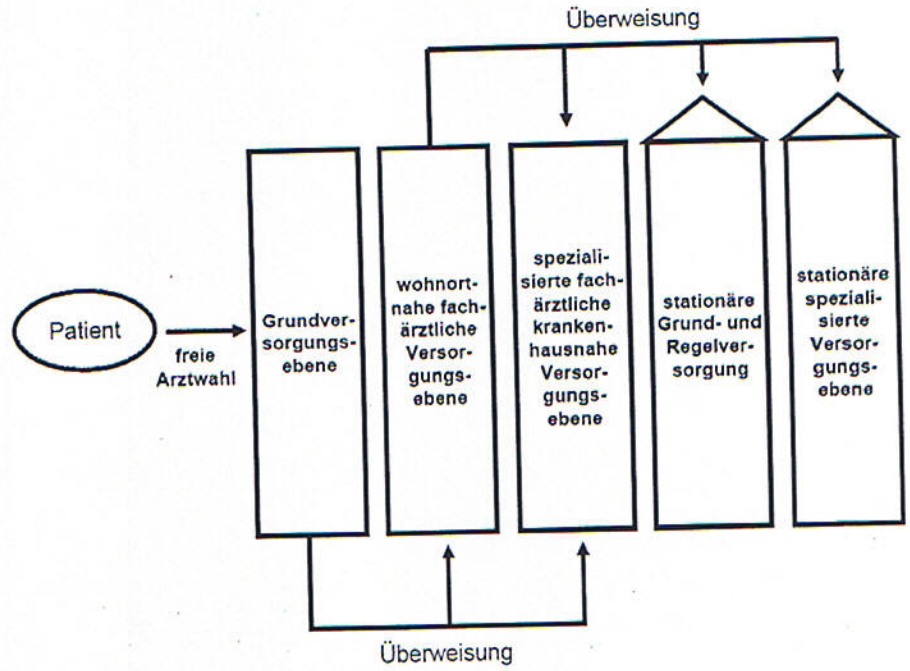 Überweisung
Patient
freie
Arztwahl
Grundver-
sorgungs-
ebene
wohnort-
nahe fach-
ärztliche
Versor-
gungs-
ebene
speziali-
sierte fach-
ärztliche
kranken-
hausnahe
Versor-
gungs-
ebene
stationäre
Grund- und
Regelver-
sorgung
stationäre
speziali-
sierte
Versor-
gungs-
ebene
Überweisung